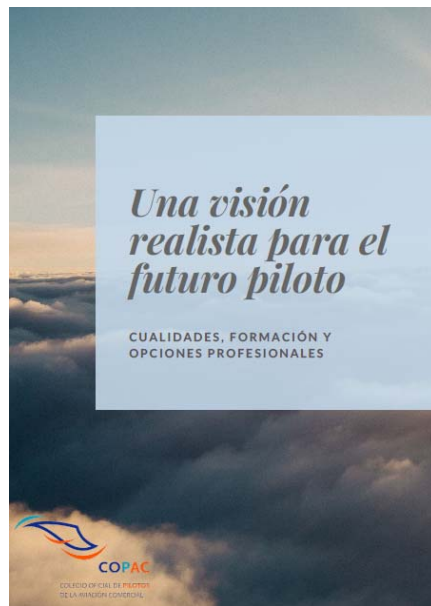 Una visión
realista para el
futuro piloto
CUALIDADES, FORMACIÓN Y
OPCIONES PROFESIONALES
COPAC
COLEGIO OFICIAL DE PILOTOS
DE LA AVIACIÓN COMERCIAL